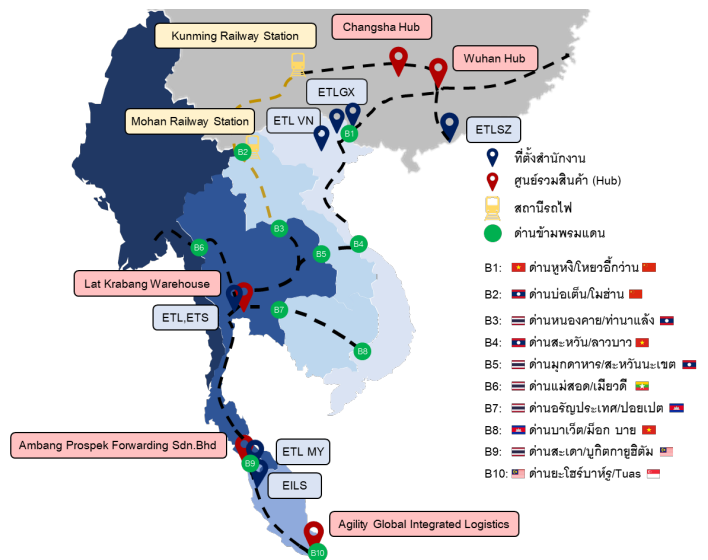 Kunming Railway Station
Changsha Hub
Wuhan Hub
ETLGX
ETL VN
ETLSZ
Mohan Railway Station
B1
B2
B3
B4
B5
B6
Lat Krabang Warehouse
ETL,ETS
B7
B8
Ambang Prospek Forwarding Sdn.Bhd
ETL MY
B9
EILS
Agility Global Integrated Logistics
B10
ที่ตั้งสำนักงาน
ศูนย์รวมสินค้า (Hub)
สถานีรถไฟ
ด่านข้ามพรมแดน
B1: ด่านหูหงิ/โหยวอี้กว่าน
B2: ด่านบ่อเต็น/โมฮ่าน
B3: ด่านหนองคาย/ท่านาแล้ง
B4: ด่านสะหวัน/ลาวบาว
B5: ด่านมุกดาหาร/สะหวันนะเขต
B6: ด่านแม่สอด/เมียวดี
B7: ด่านอรัญประเทศ/ปอยเปต
B8: ด่านบาเว็ต/ม็อก บาย
B9: ด่านสะเดา/บูกิตกายูฮิตัม
B10: ด่านยะโฮร์บาห์รู/Tuas